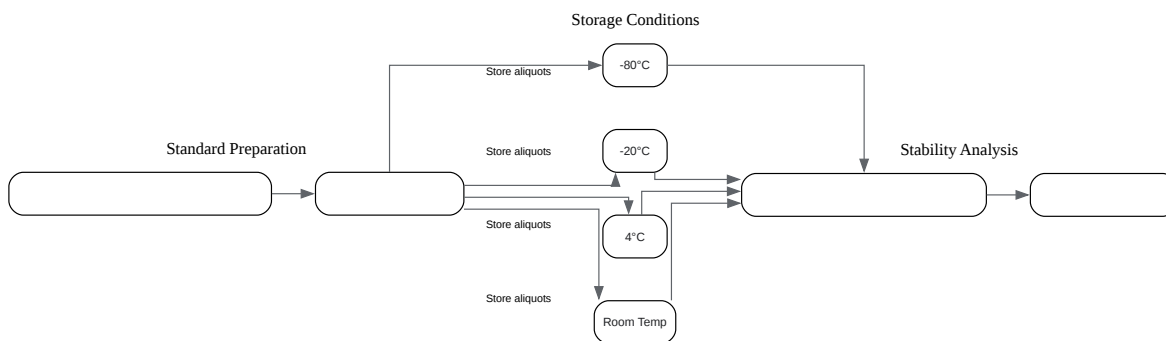 Storage Conditions
-80°C
Store aliquots
Standard Preparation
Store aliquots
-20°C
Stability Analysis
Store aliquots
4°C
Store aliquots
Room Temp